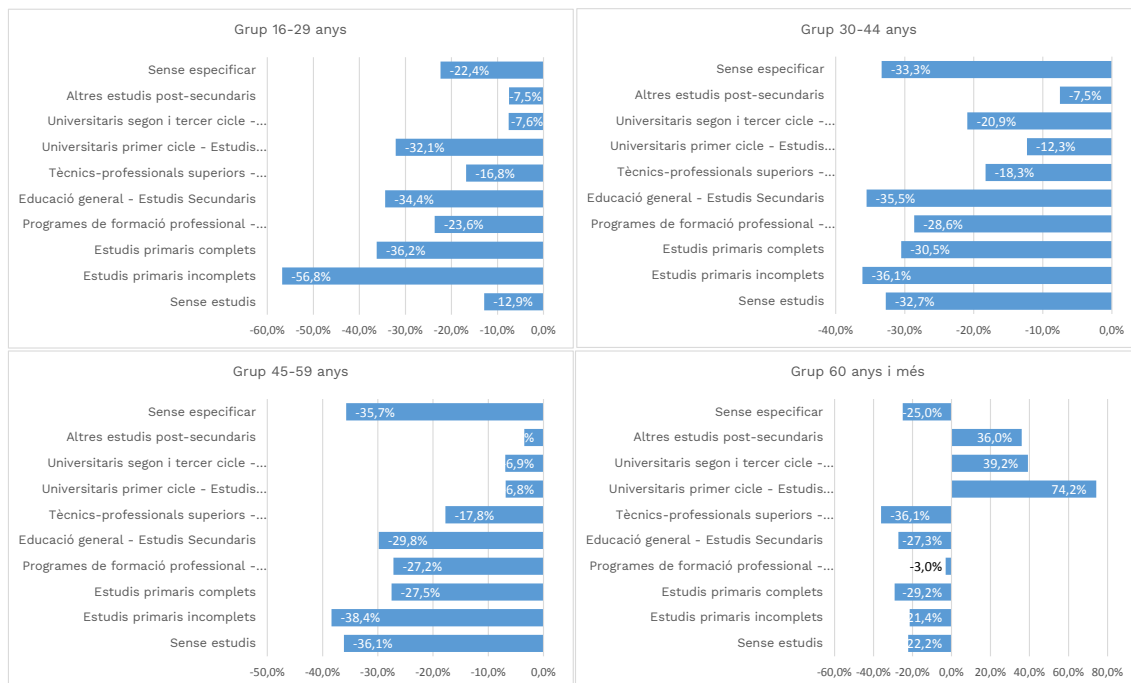 Grup 16-29 anys
Sense especificar -22,4%
Altres estudis post-secundaris -7,5%
Universitaris segon i tercer cicle -... -7,6%
Universitaris primer cicle - Estudis... -32,1%
Tècnics-professionals superiors -... -16,8%
Educació general - Estudis Secundaris -34,4%
Programes de formació professional -... -23,6%
Estudis primaris complets -36,2%
Estudis primaris incomplets -56,8%
Sense estudis -12,9%
-60,0% -50,0% -40,0% -30,0% -20,0% -10,0% 0,0%
Grup 30-44 anys
Sense especificar -33,3%
Altres estudis post-secundaris -7,5%
Universitaris segon i tercer cicle -... -20,9%
Universitaris primer cicle - Estudis... -12,3%
Tècnics-professionals superiors -... -18,3%
Educació general - Estudis Secundaris -35,5%
Programes de formació professional -... -28,6%
Estudis primaris complets -30,5%
Estudis primaris incomplets -36,1%
Sense estudis -32,7%
-40,0% -30,0% -20,0% -10,0% 0,0%
Grup 45-59 anys
Sense especificar -35,7%
Altres estudis post-secundaris %
Universitaris segon i tercer cicle -... 6,9%
Universitaris primer cicle - Estudis... 6,8%
Tècnics-professionals superiors -... -17,8%
Educació general - Estudis Secundaris -29,8%
Programes de formació professional -... -27,2%
Estudis primaris complets -27,5%
Estudis primaris incomplets -38,4%
Sense estudis -36,1%
-50,0% -40,0% -30,0% -20,0% -10,0% 0,0%
Grup 60 anys i més
Sense especificar -25,0%
Altres estudis post-secundaris 36,0%
Universitaris segon i tercer cicle -... 39,2%
Universitaris primer cicle - Estudis... 74,2%
Tècnics-professionals superiors -... -36,1%
Educació general - Estudis Secundaris -27,3%
Programes de formació professional -... -3,0%
Estudis primaris complets -29,2%
Estudis primaris incomplets 21,4%
Sense estudis 22,2%
-60,0% -40,0% -20,0% 0,0% 20,0% 40,0% 60,0% 80,0%